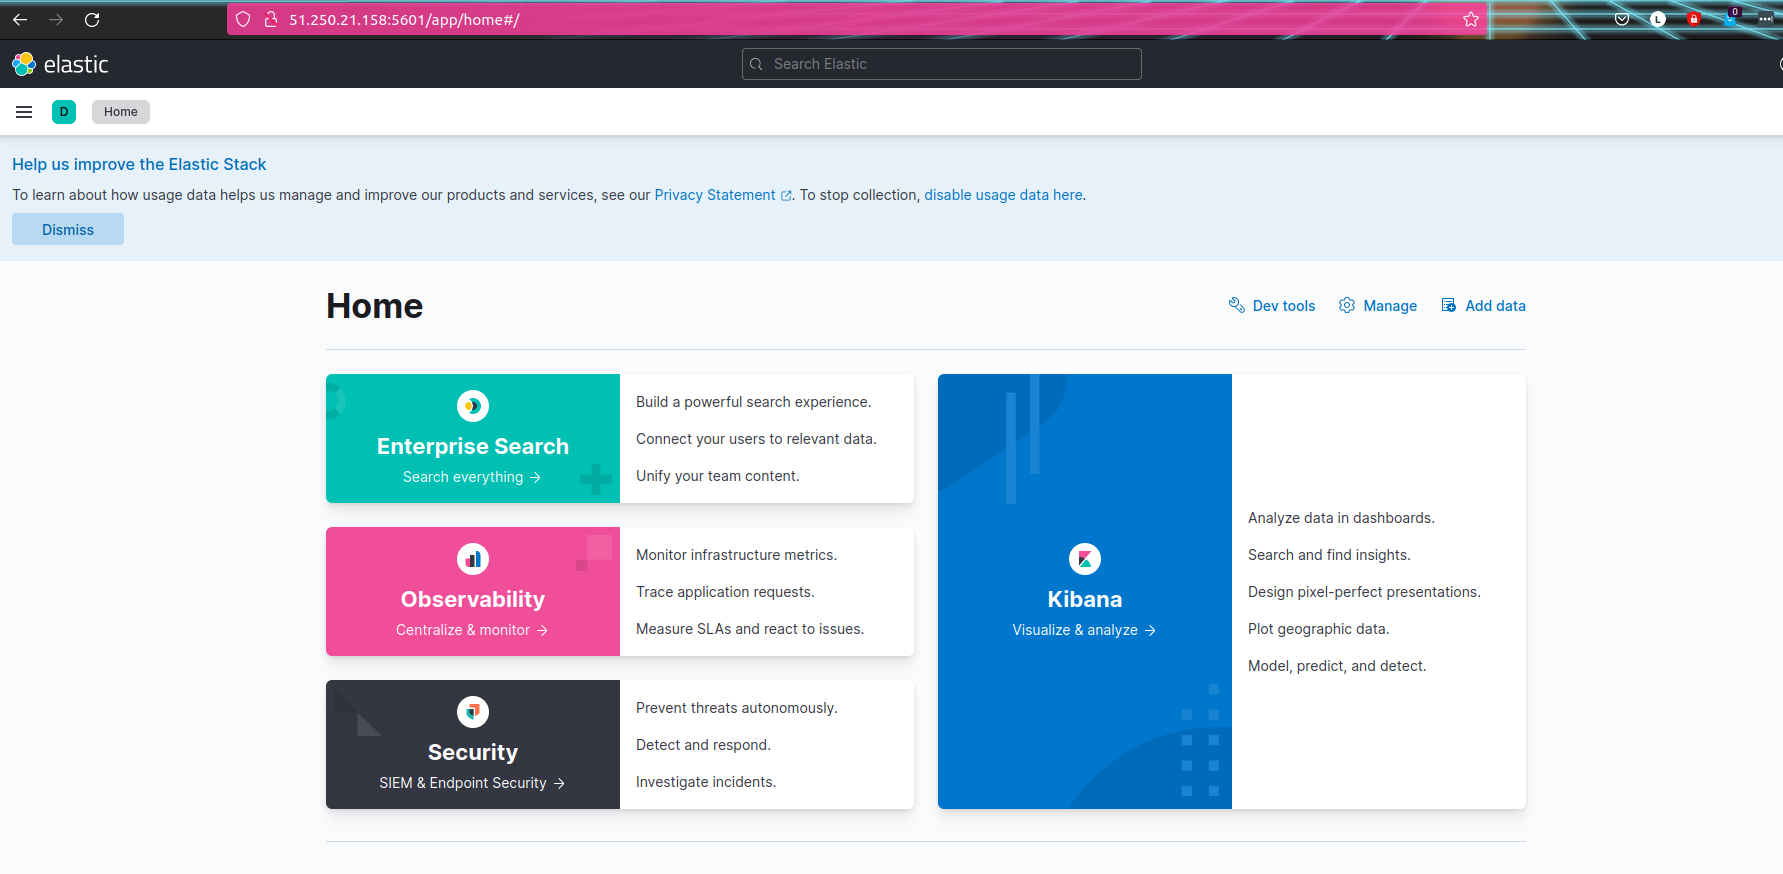 51.250.21.158:5601/app/home#/
L
0
elastic
Search Elastic
D
Home
Help us improve the Elastic Stack
To learn about how usage data helps us manage and improve our products and services, see our Privacy Statement. To stop collection, disable usage data here.
Dismiss
Home
Dev tools
Manage
Add data
Enterprise Search
Search everything →
Build a powerful search experience.
Connect your users to relevant data.
Unify your team content.
Observability
Centralize & monitor →
Monitor infrastructure metrics.
Trace application requests.
Measure SLAs and react to issues.
Security
SIEM & Endpoint Security →
Prevent threats autonomously.
Detect and respond.
Investigate incidents.
Kibana
Visualize & analyze →
Analyze data in dashboards.
Search and find insights.
Design pixel-perfect presentations.
Plot geographic data.
Model, predict, and detect.